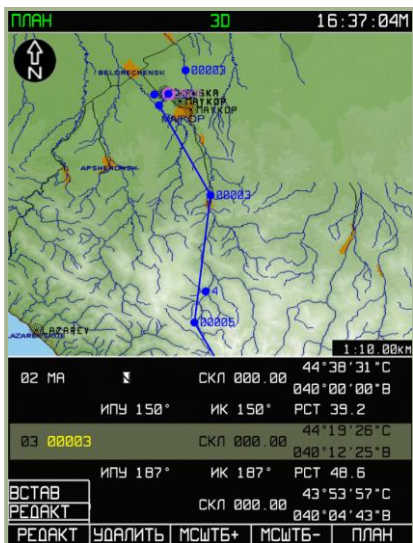 ПЛАН 3D 16:37:04М
N
BELORECHENSK
00003
MAYKOP
MAYKOP
MAIKOP
APSHERONSK
00003
4
00005
LAZAREV
1:10.00км
02 МА СКЛ 000.00 44°38'31"С
040°00'00"В
ИПУ 150° ИК 150° РСТ 39.2
03 00003 СКЛ 000.00 44°19'26"С
040°12'25"В
ИПУ 187° ИК 187° РСТ 48.6
ВСТАВ
РЕДАКТ
СКЛ 000.00 43°53'57"С
040°04'43"В
РЕДАКТ УДАЛИТЬ МСШТБ+ МСШТБ- ПЛАН